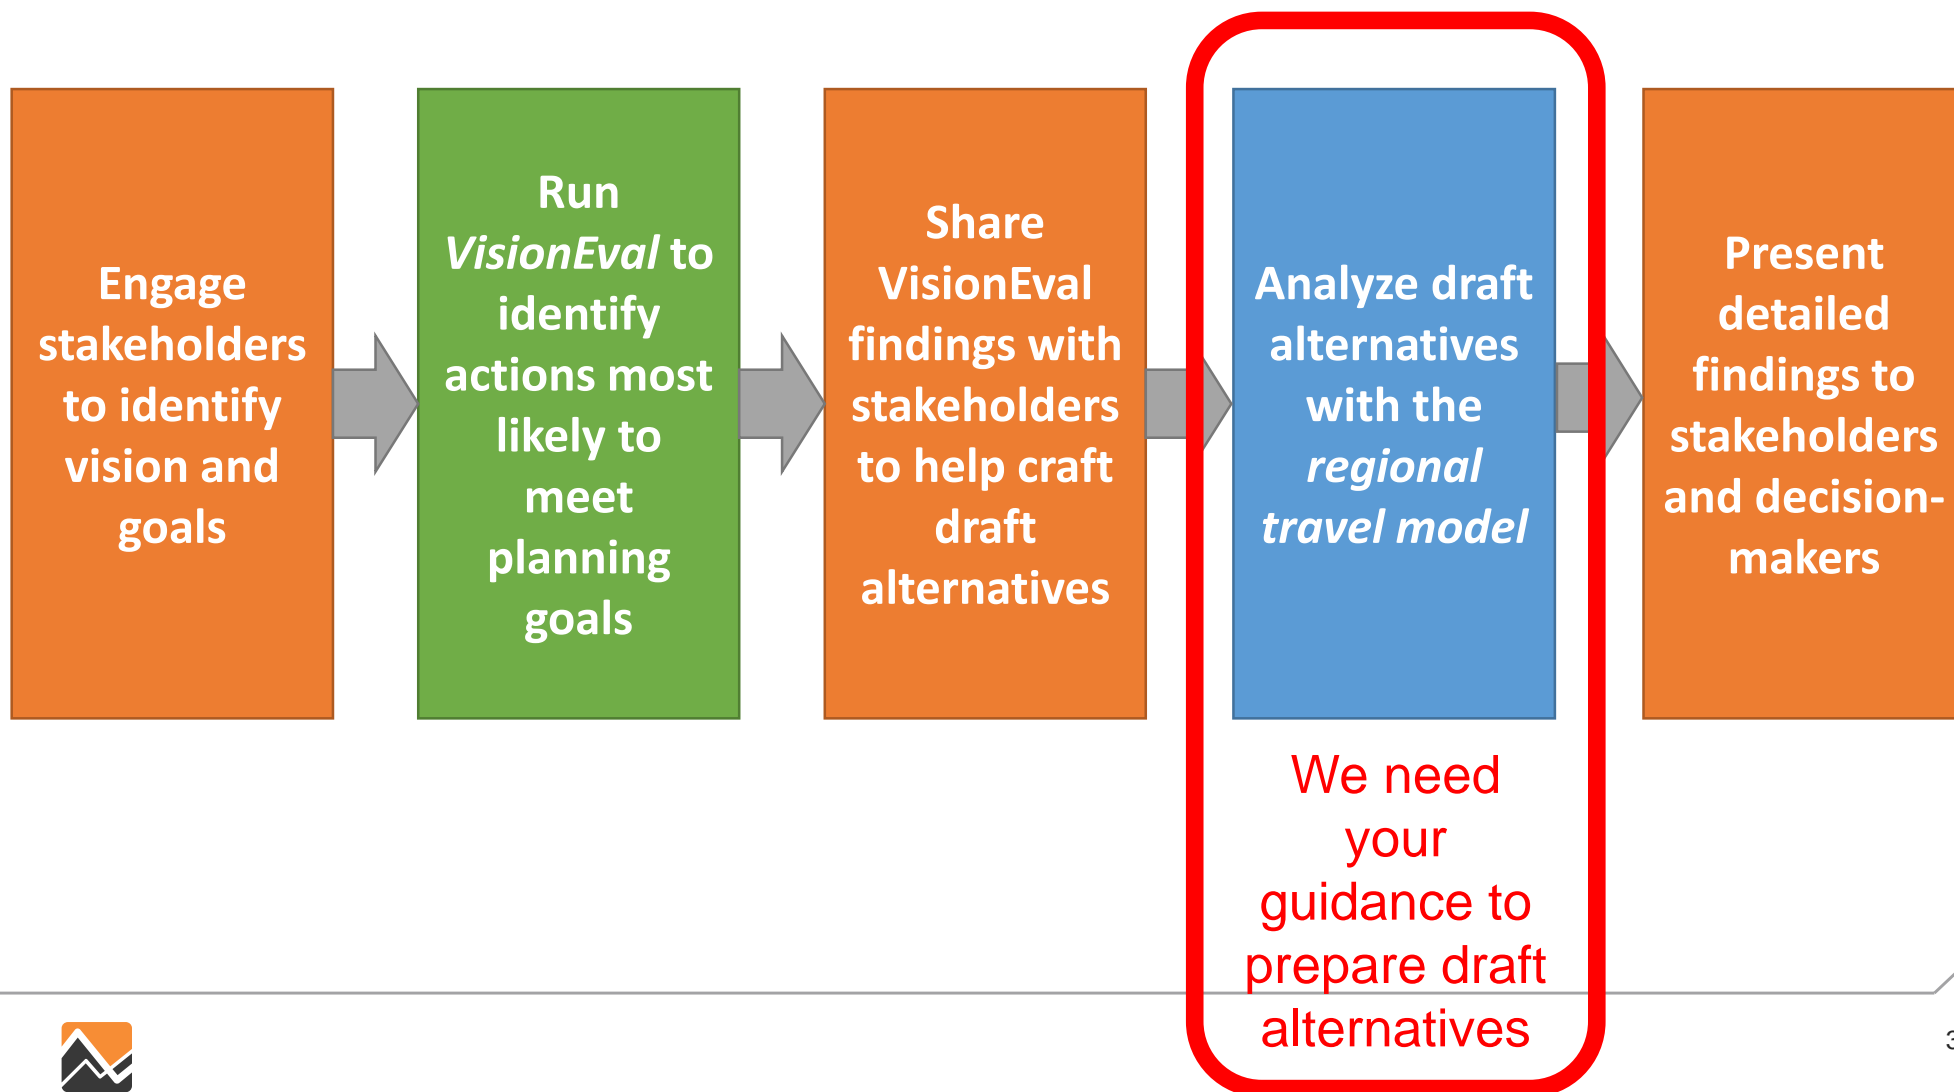 Engage
stakeholders
to identify
vision and
goals
Run
VisionEval to
identify
actions most
likely to
meet
planning
goals
Share
VisionEval
findings with
stakeholders
to help craft
draft
alternatives
Analyze draft
alternatives
with the
regional
travel model
Present
detailed
findings to
stakeholders
and decision-
makers
We need
your
guidance to
prepare draft
alternatives